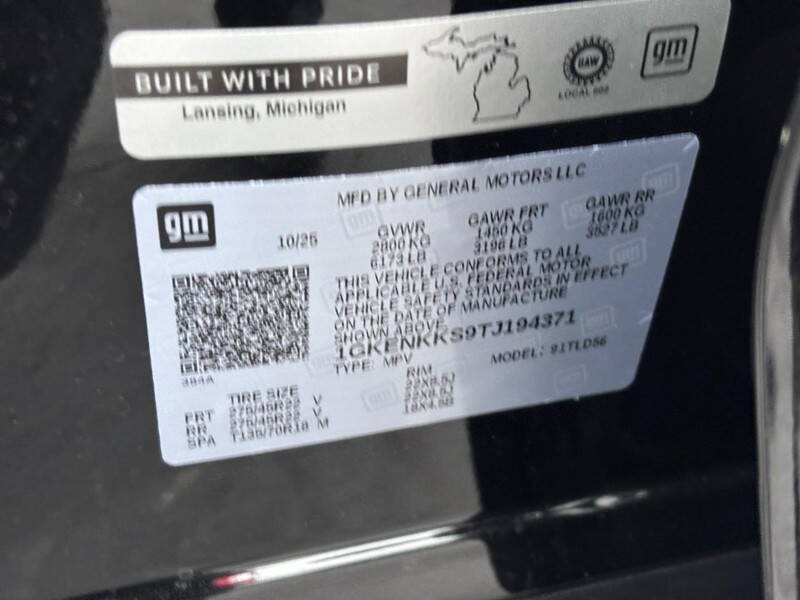 BUILT WITH PRIDE
Lansing, Michigan
UAW
LOCAL 602
gm
gm
MFD BY GENERAL MOTORS LLC
10/25
GVWR GAWR FRT GAWR RR
2800 KG 1450 KG 1600 KG
6173 LB 3196 LB 3527 LB
THIS VEHICLE CONFORMS TO ALL
APPLICABLE U.S. FEDERAL MOTOR
VEHICLE SAFETY STANDARDS IN EFFECT
ON THE DATE OF MANUFACTURE
SHOWN ABOVE.
1GKENKKS9TJ194371
TYPE: MPV MODEL: 91TLD56
384A
TIRE SIZE RIM
FRT 275/45R22 V 22X8.5J
RR 275/45R22 V 22X8.5J
SPA T135/70R18 M 18X4.5B